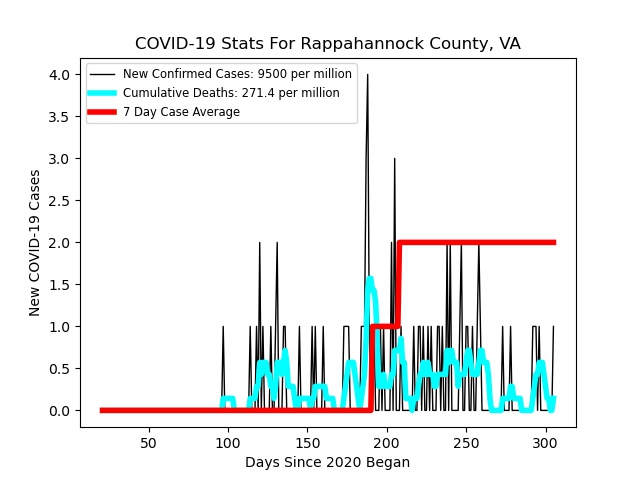 COVID-19 Stats For Rappahannock County, VA
New Confirmed Cases: 9500 per million
Cumulative Deaths: 271.4 per million
7 Day Case Average
New COVID-19 Cases
4.0
3.5
3.0
2.5
2.0
1.5
1.0
0.5
0.0
50 100 150 200 250 300
Days Since 2020 Began